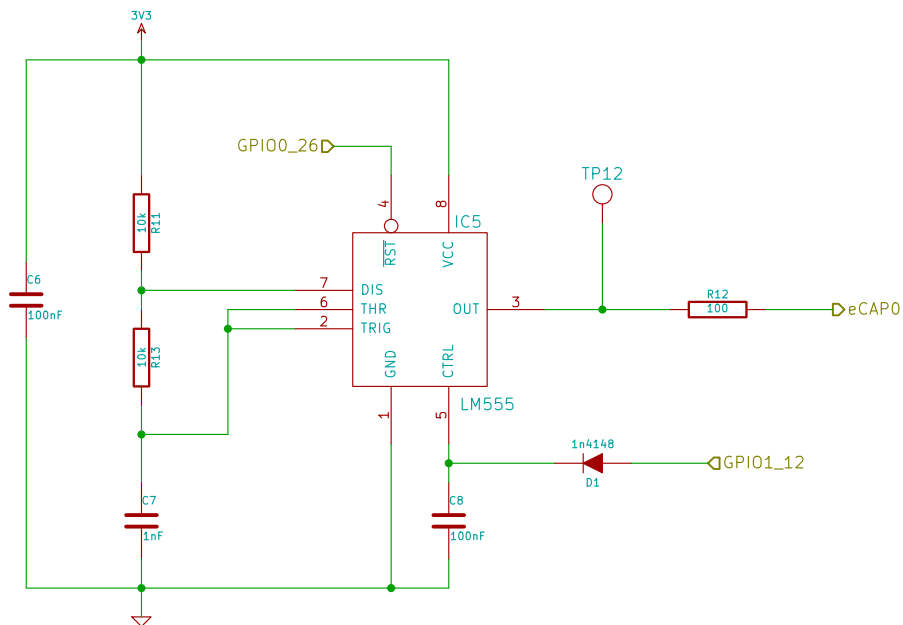 3V3
GPIO0_26
TP12
4
8
IC5
RST
VCC
10k
R11
C6
100nF
7
DIS
6
THR
2
TRIG
OUT
3
R12
100
eCAP0
10k
R13
GND
CTRL
1
5
LM555
1n4148
GPIO1_12
D1
C7
1nF
C8
100nF